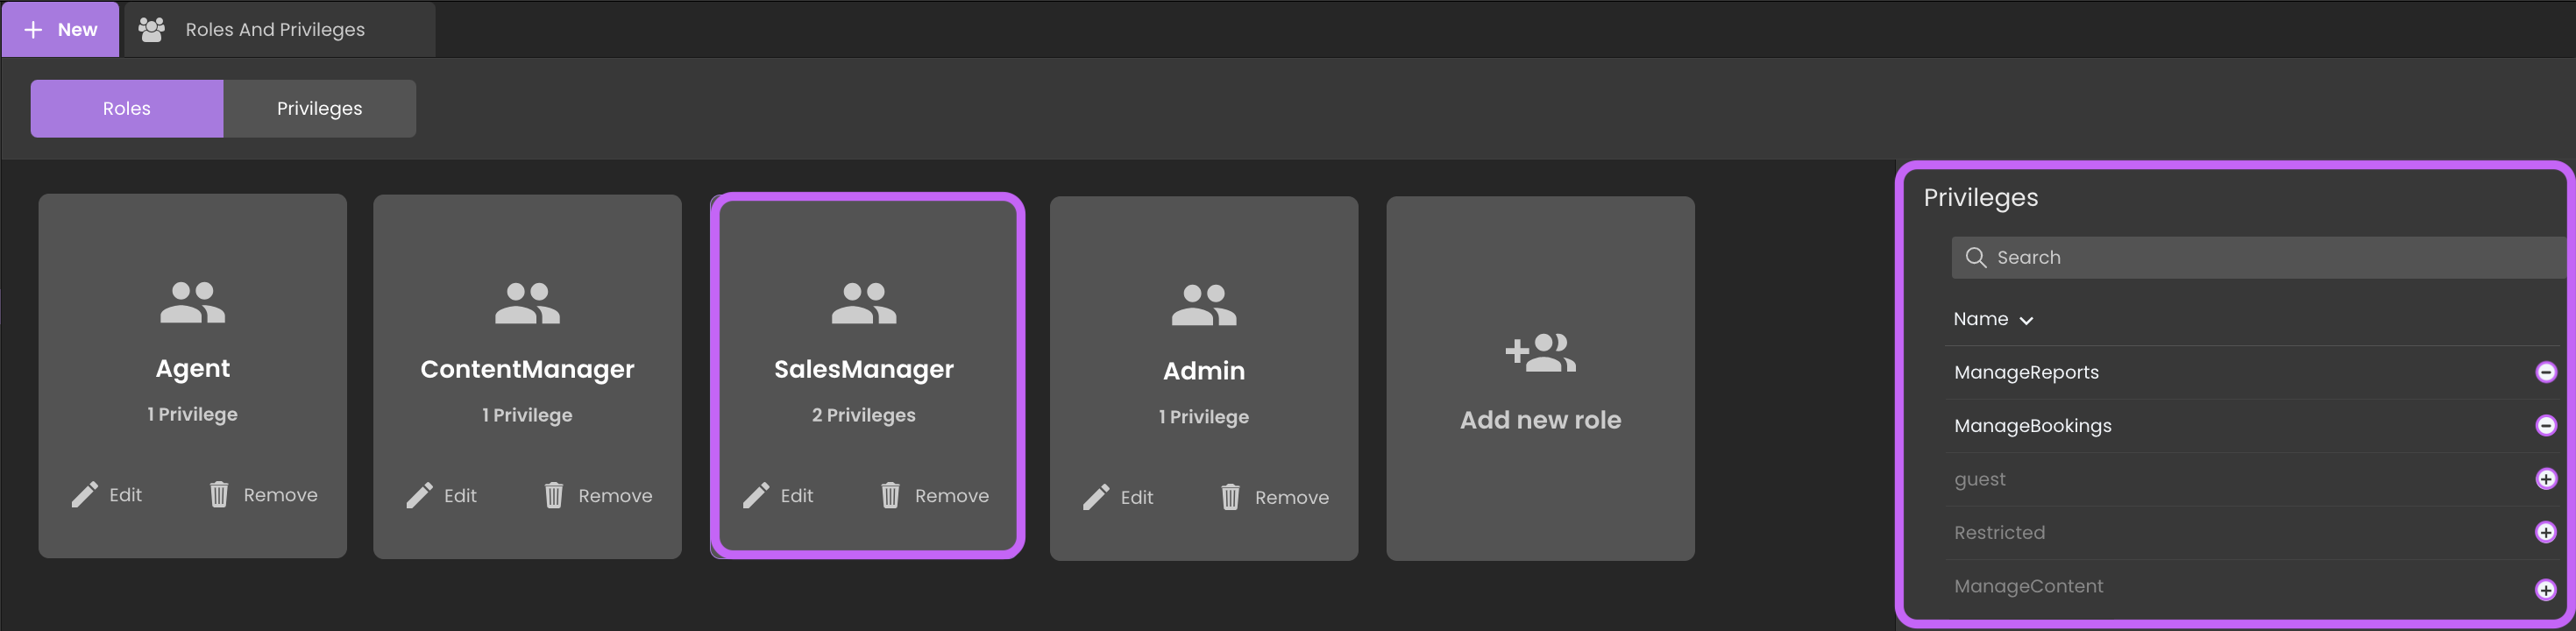 New
Roles And Privileges
Roles
Privileges
Agent
1 Privilege
Edit
Remove
ContentManager
1 Privilege
Edit
Remove
SalesManager
2 Privileges
Edit
Remove
Admin
1 Privilege
Edit
Remove
Add new role
Privileges
Search
Name
ManageReports
ManageBookings
guest
Restricted
ManageContent